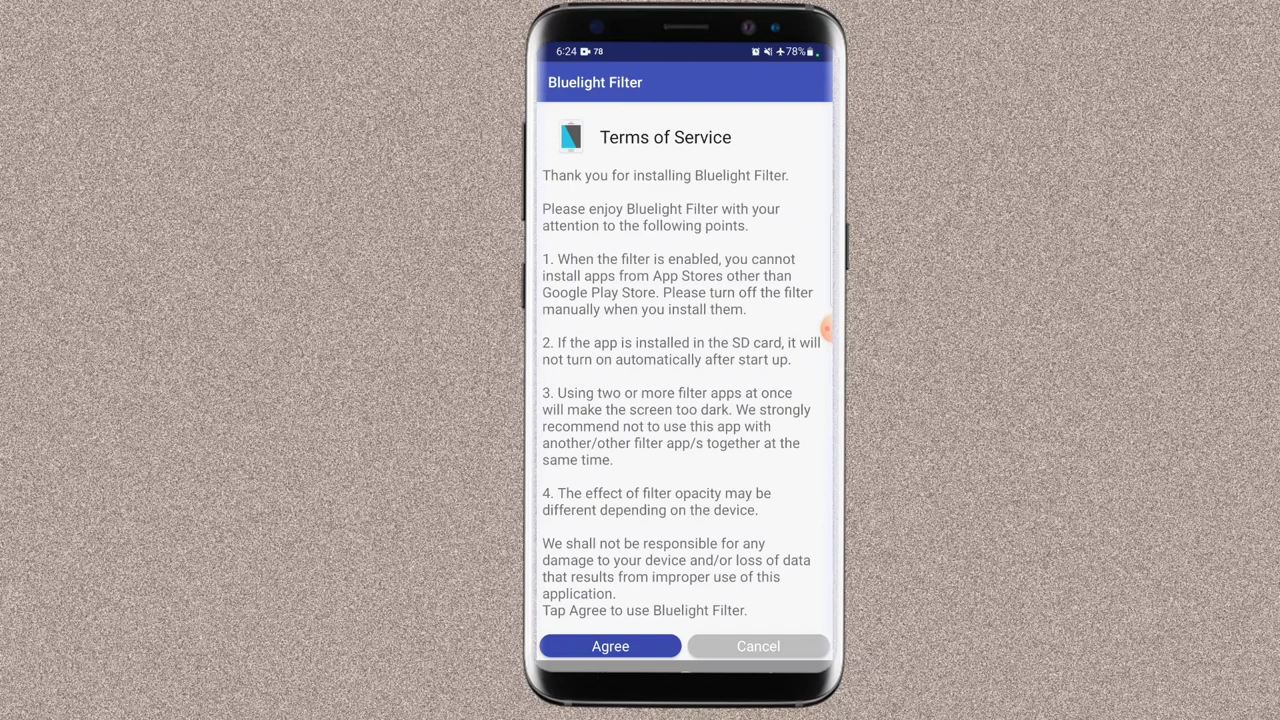 6:24 78 78%
Bluelight Filter
Terms of Service
Thank you for installing Bluelight Filter.
Please enjoy Bluelight Filter with your
attention to the following points.
1. When the filter is enabled, you cannot
install apps from App Stores other than
Google Play Store. Please turn off the filter
manually when you install them.
2. If the app is installed in the SD card, it will
not turn on automatically after start up.
3. Using two or more filter apps at once
will make the screen too dark. We strongly
recommend not to use this app with
another/other filter app/s together at the
same time.
4. The effect of filter opacity may be
different depending on the device.
We shall not be responsible for any
damage to your device and/or loss of data
that results from improper use of this
application.
Tap Agree to use Bluelight Filter.
Agree Cancel